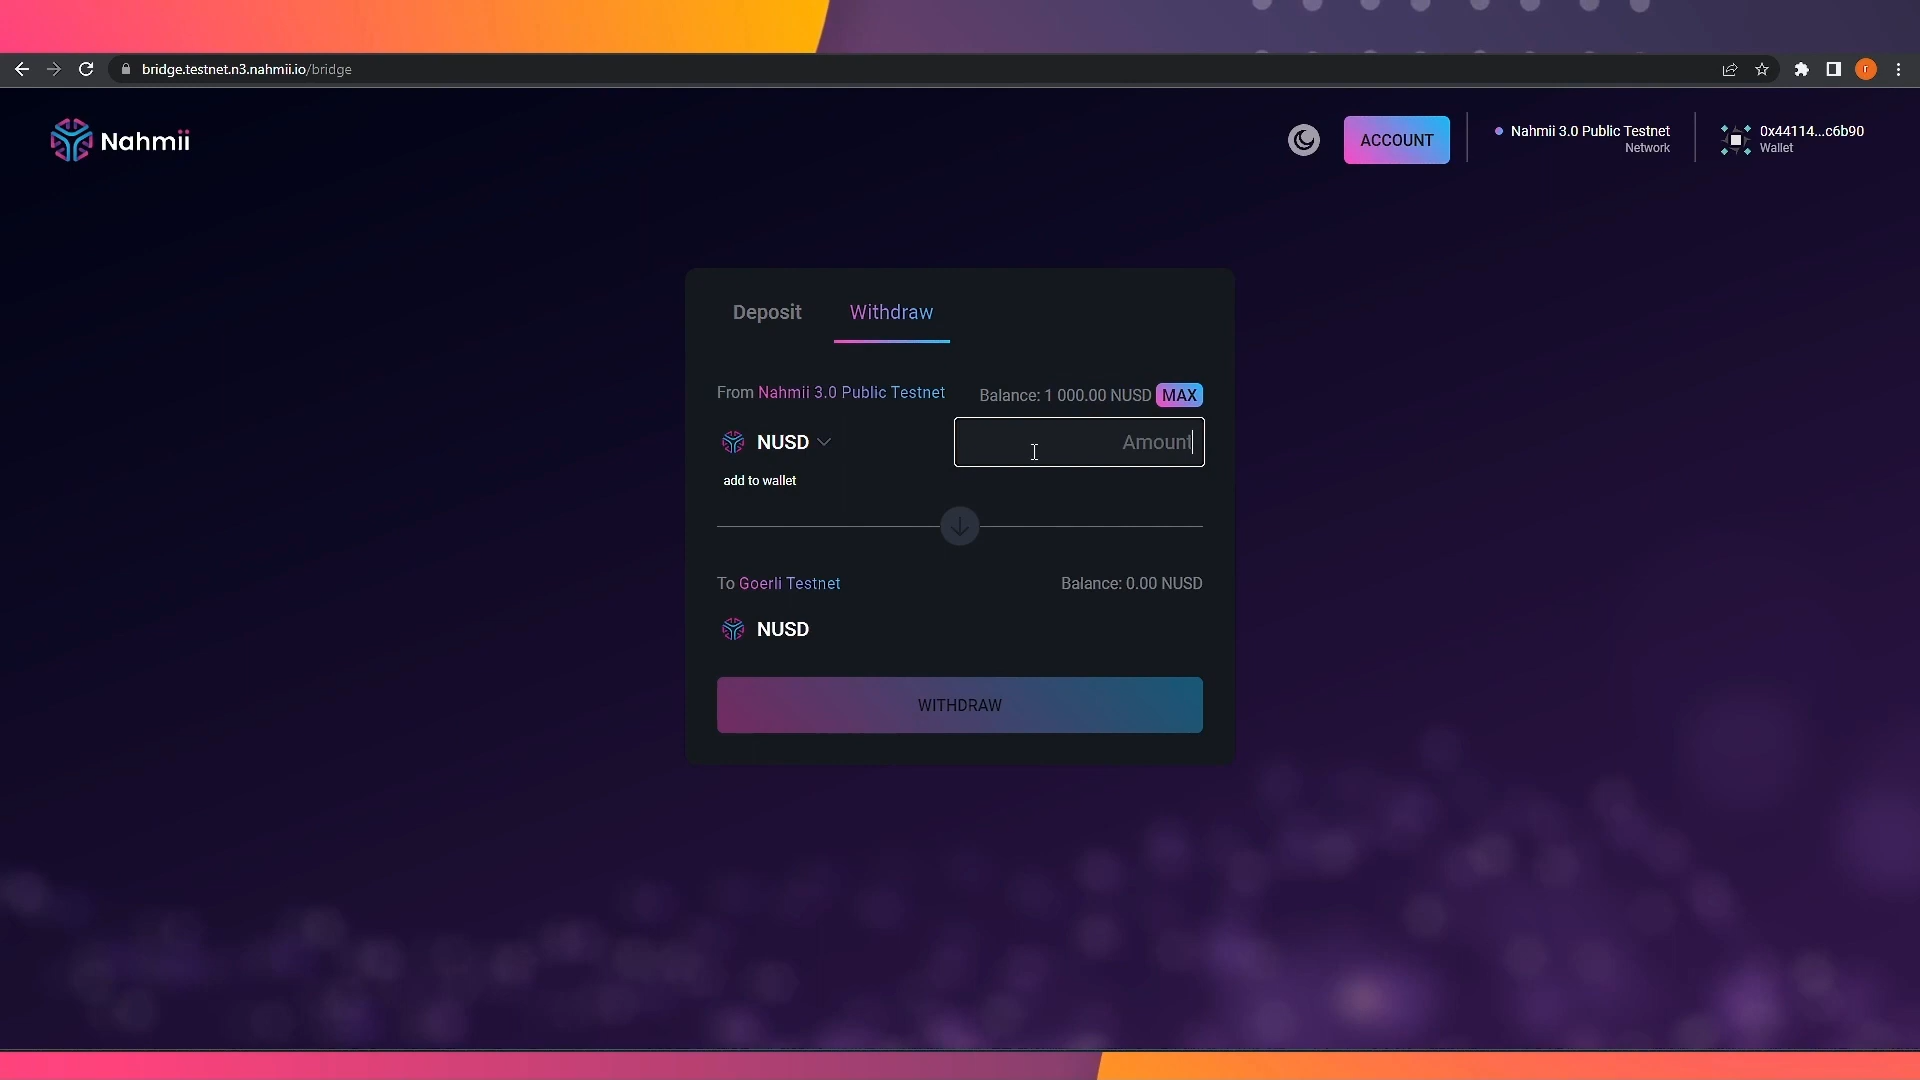 bridge.testnet.n3.nahmii.io/bridge
r
Nahmii
ACCOUNT
Nahmii 3.0 Public Testnet
Network
0x44114...c6b90
Wallet
Deposit
Withdraw
From Nahmii 3.0 Public Testnet
Balance: 1 000.00 NUSD MAX
NUSD
Amount
add to wallet
To Goerli Testnet
Balance: 0.00 NUSD
NUSD
WITHDRAW